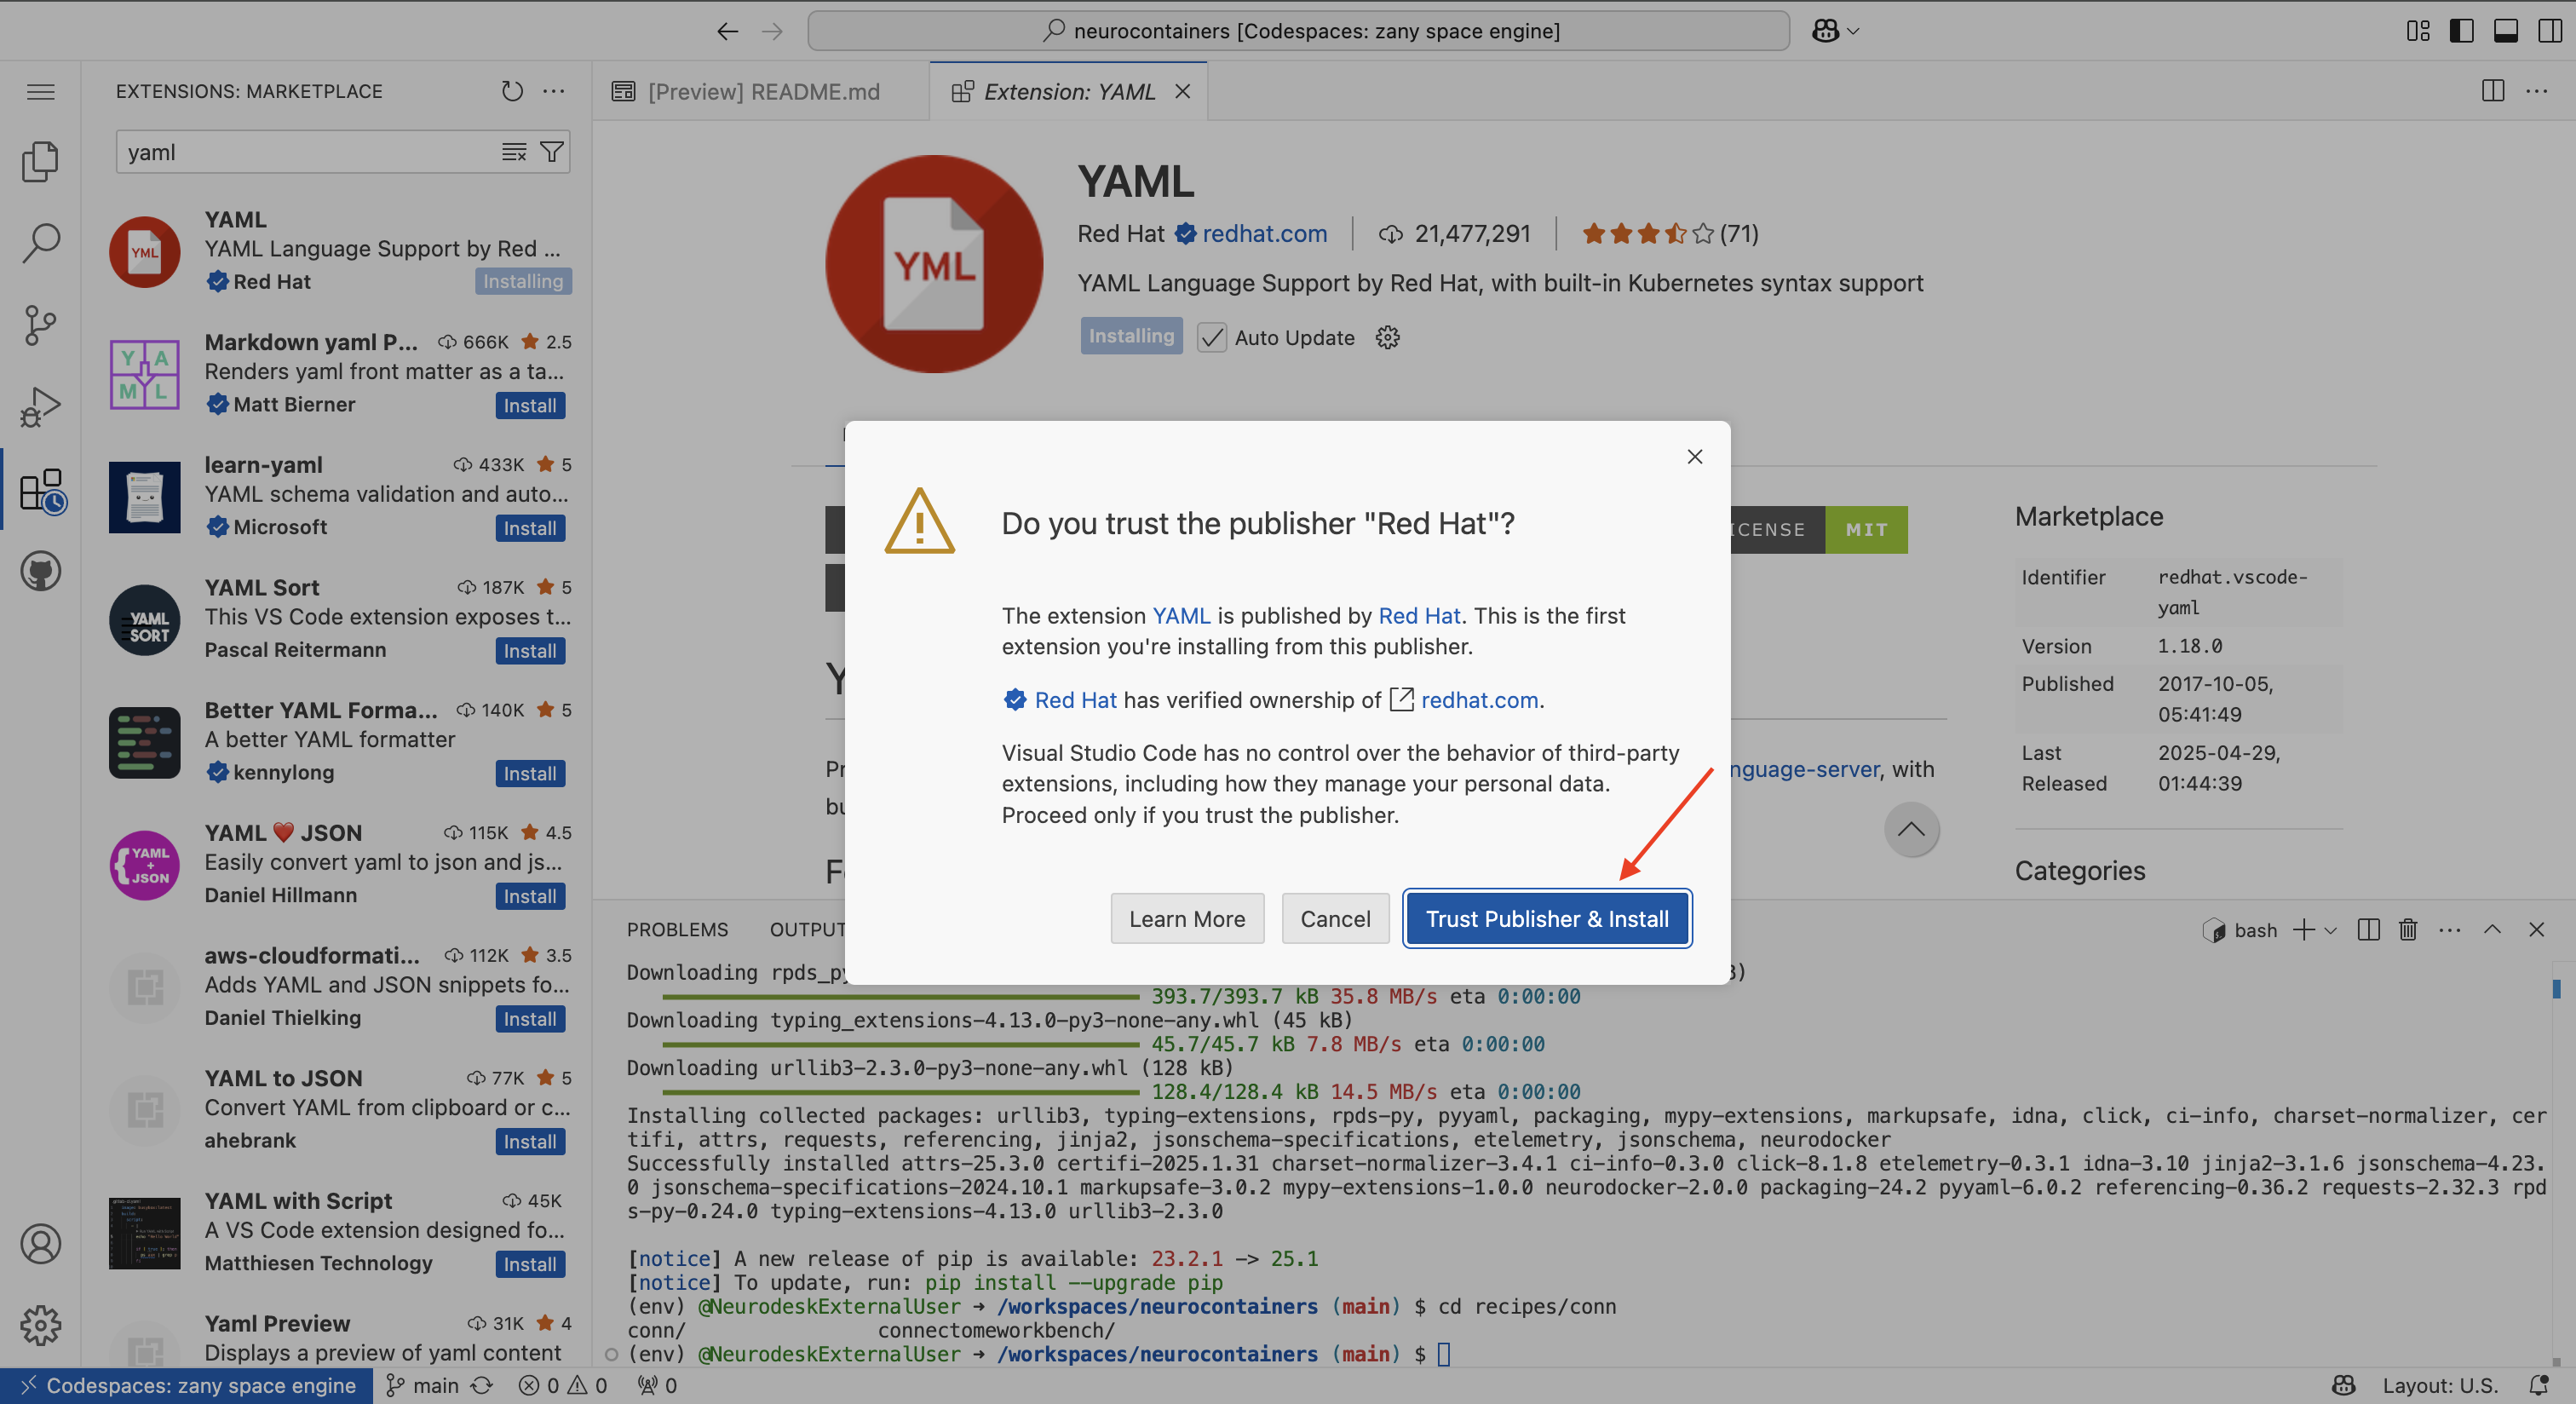 neurocontainers [Codespaces: zany space engine]
EXTENSIONS: MARKETPLACE
yaml
YAML
YAML Language Support by Red ...
Red Hat
Installing
Markdown yaml P... 666K 2.5
Renders yaml front matter as a ta...
Matt Bierner
Install
learn-yaml 433K 5
YAML schema validation and auto...
Microsoft
Install
YAML Sort 187K 5
This VS Code extension exposes t...
Pascal Reitermann
Install
Better YAML Forma... 140K 5
A better YAML formatter
kennylong
Install
YAML ❤️ JSON 115K 4.5
Easily convert yaml to json and js...
Daniel Hillmann
Install
aws-cloudformati... 112K 3.5
Adds YAML and JSON snippets fo...
Daniel Thielking
Install
YAML to JSON 77K 5
Convert YAML from clipboard or c...
ahebrank
Install
YAML with Script 45K
A VS Code extension designed fo...
Matthiesen Technology
Install
Yaml Preview 31K 4
Displays a preview of yaml content
YML
Y A
M L
YAML
SORT
YAML
+
JSON
[Preview] README.md
Extension: YAML
YML
YAML
Red Hat redhat.com 21,477,291 (71)
YAML Language Support by Red Hat, with built-in Kubernetes syntax support
Installing Auto Update
ICENSE MIT
Y
Pr
nguage-server, with
bu
Marketplace
Identifier redhat.vscode-
yaml
Version 1.18.0
Published 2017-10-05,
05:41:49
Last 2025-04-29,
Released 01:44:39
Categories
Do you trust the publisher "Red Hat"?
The extension YAML is published by Red Hat. This is the first
extension you're installing from this publisher.
Red Hat has verified ownership of redhat.com.
Visual Studio Code has no control over the behavior of third-party
extensions, including how they manage your personal data.
Proceed only if you trust the publisher.
Learn More
Cancel
Trust Publisher & Install
PROBLEMS OUTPUT
bash
Downloading rpds_py
393.7/393.7 kB 35.8 MB/s eta 0:00:00
Downloading typing_extensions-4.13.0-py3-none-any.whl (45 kB)
45.7/45.7 kB 7.8 MB/s eta 0:00:00
Downloading urllib3-2.3.0-py3-none-any.whl (128 kB)
128.4/128.4 kB 14.5 MB/s eta 0:00:00
Installing collected packages: urllib3, typing-extensions, rpds-py, pyyaml, packaging, mypy-extensions, markupsafe, idna, click, ci-info, charset-normalizer, cer
tifi, attrs, requests, referencing, jinja2, jsonschema-specifications, etelemetry, jsonschema, neurodocker
Successfully installed attrs-25.3.0 certifi-2025.1.31 charset-normalizer-3.4.1 ci-info-0.3.0 click-8.1.8 etelemetry-0.3.1 idna-3.10 jinja2-3.1.6 jsonschema-4.23.
0 jsonschema-specifications-2024.10.1 markupsafe-3.0.2 mypy-extensions-1.0.0 neurodocker-2.0.0 packaging-24.2 pyyaml-6.0.2 referencing-0.36.2 requests-2.32.3 rpd
s-py-0.24.0 typing-extensions-4.13.0 urllib3-2.3.0
[notice] A new release of pip is available: 23.2.1 -> 25.1
[notice] To update, run: pip install --upgrade pip
(env) @NeurodeskExternalUser → /workspaces/neurocontainers (main) $ cd recipes/conn
conn/ connectomeworkbench/
(env) @NeurodeskExternalUser → /workspaces/neurocontainers (main) $
Codespaces: zany space engine main 0 0 0
Layout: U.S.